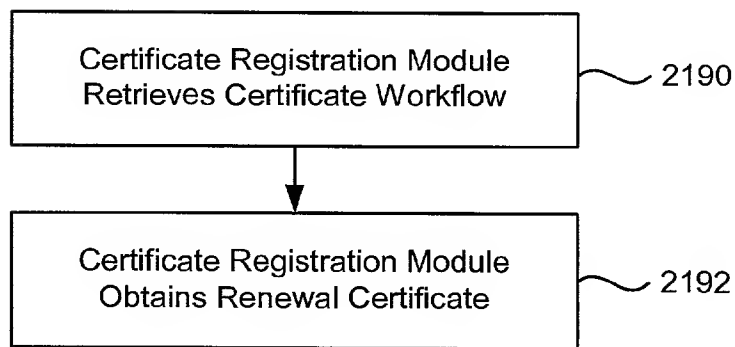 Certificate Registration Module
Retrieves Certificate Workflow
2190
Certificate Registration Module
Obtains Renewal Certificate
2192